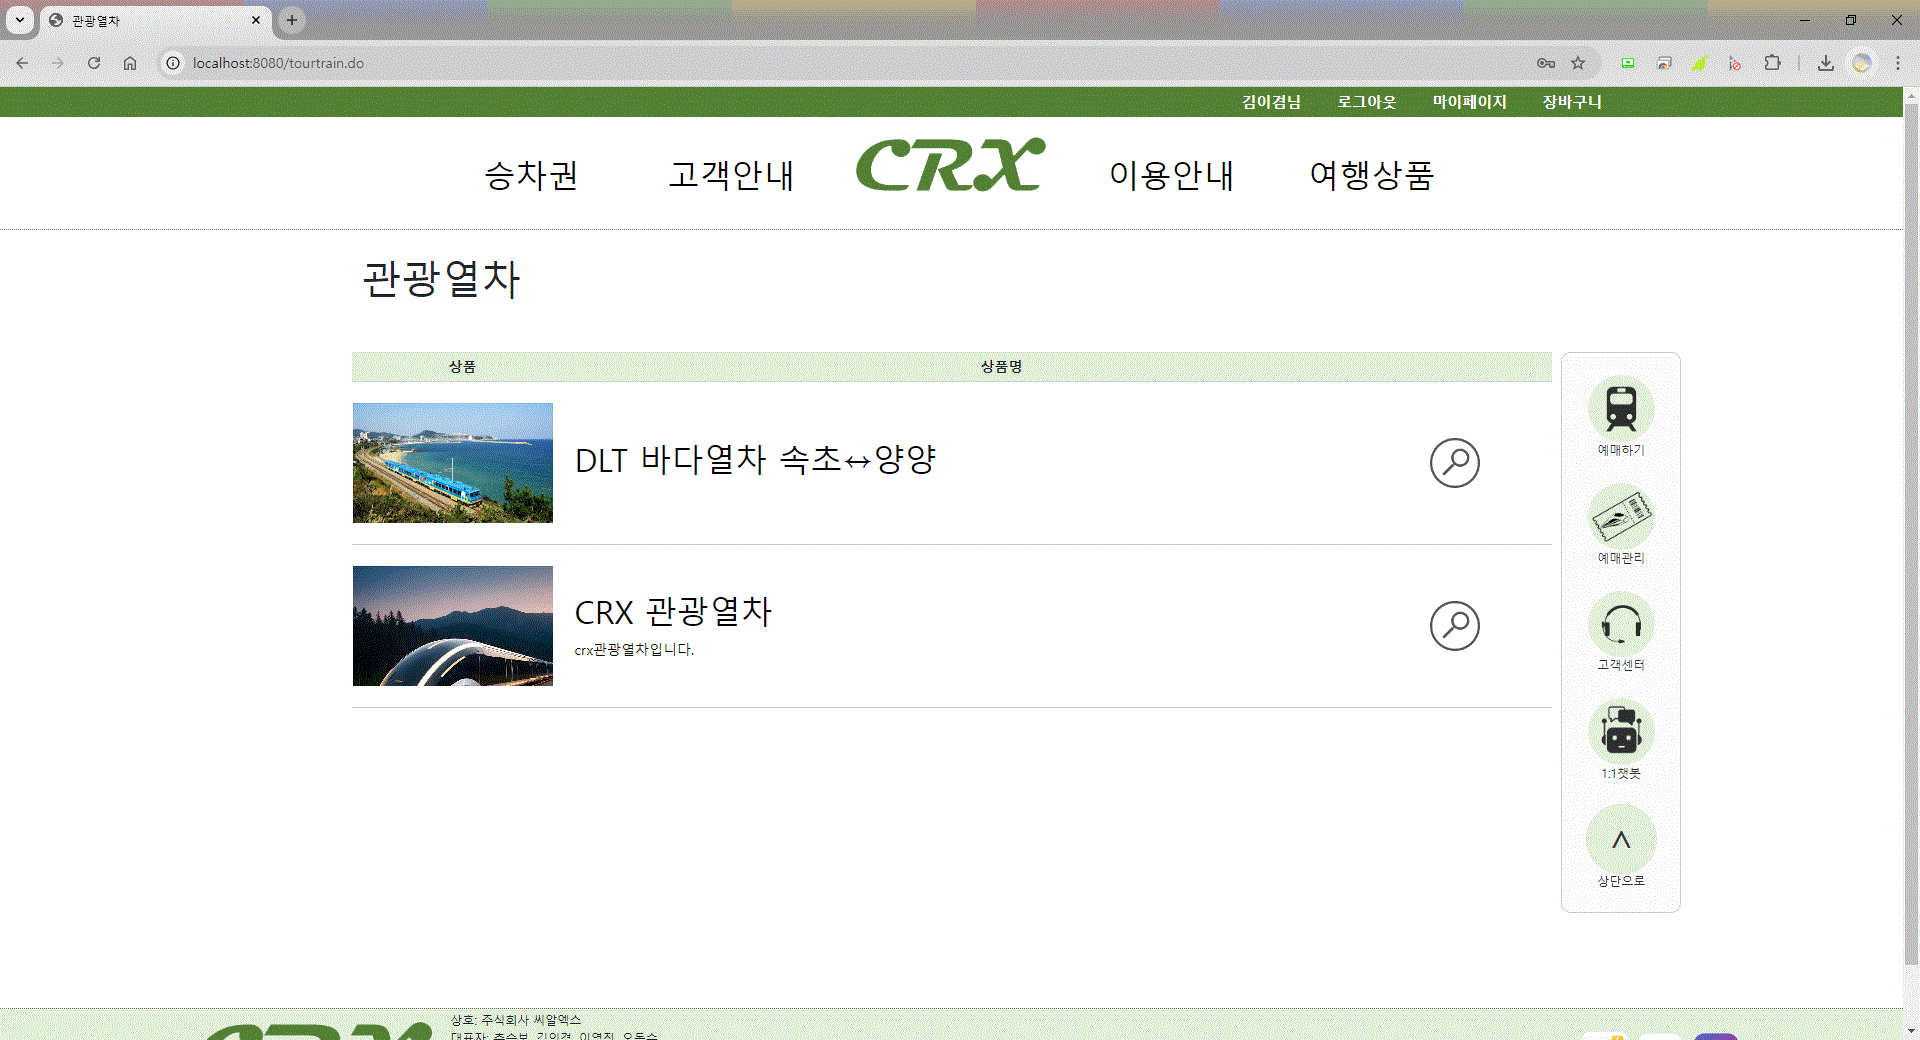 관광열차
localhost:8080/tourtrain.do
김이겸님 로그아웃 마이페이지 장바구니
승차권 고객안내 CRX 이용안내 여행상품
관광열차
상품 상품명
DLT 바다열차 속초↔양양
CRX 관광열차
crx관광열차입니다.
예매하기
예매관리
고객센터
1:1챗봇
^
상단으로
CRX
상호: 주식회사 씨알엑스
대표자: